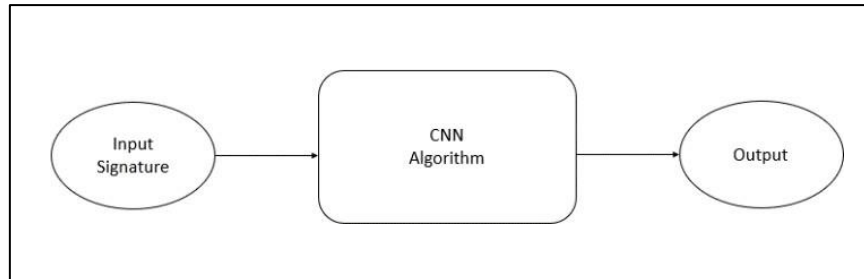 Input
Signature
CNN
Algorithm
Output